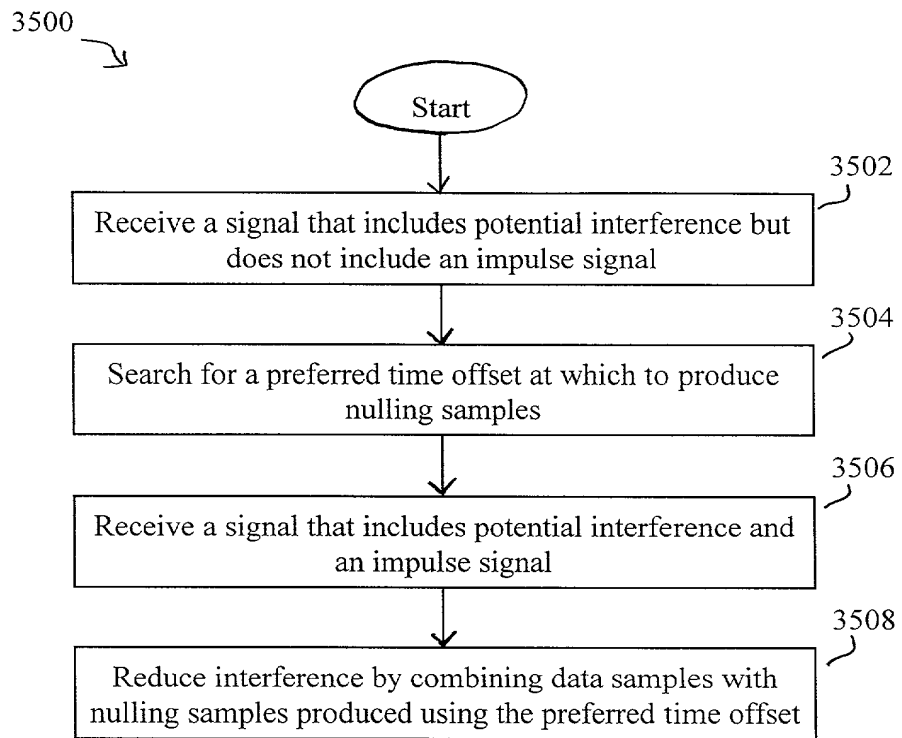 3500
Start
3502
Receive a signal that includes potential interference but
does not include an impulse signal
3504
Search for a preferred time offset at which to produce
nulling samples
3506
Receive a signal that includes potential interference and
an impulse signal
3508
Reduce interference by combining data samples with
nulling samples produced using the preferred time offset